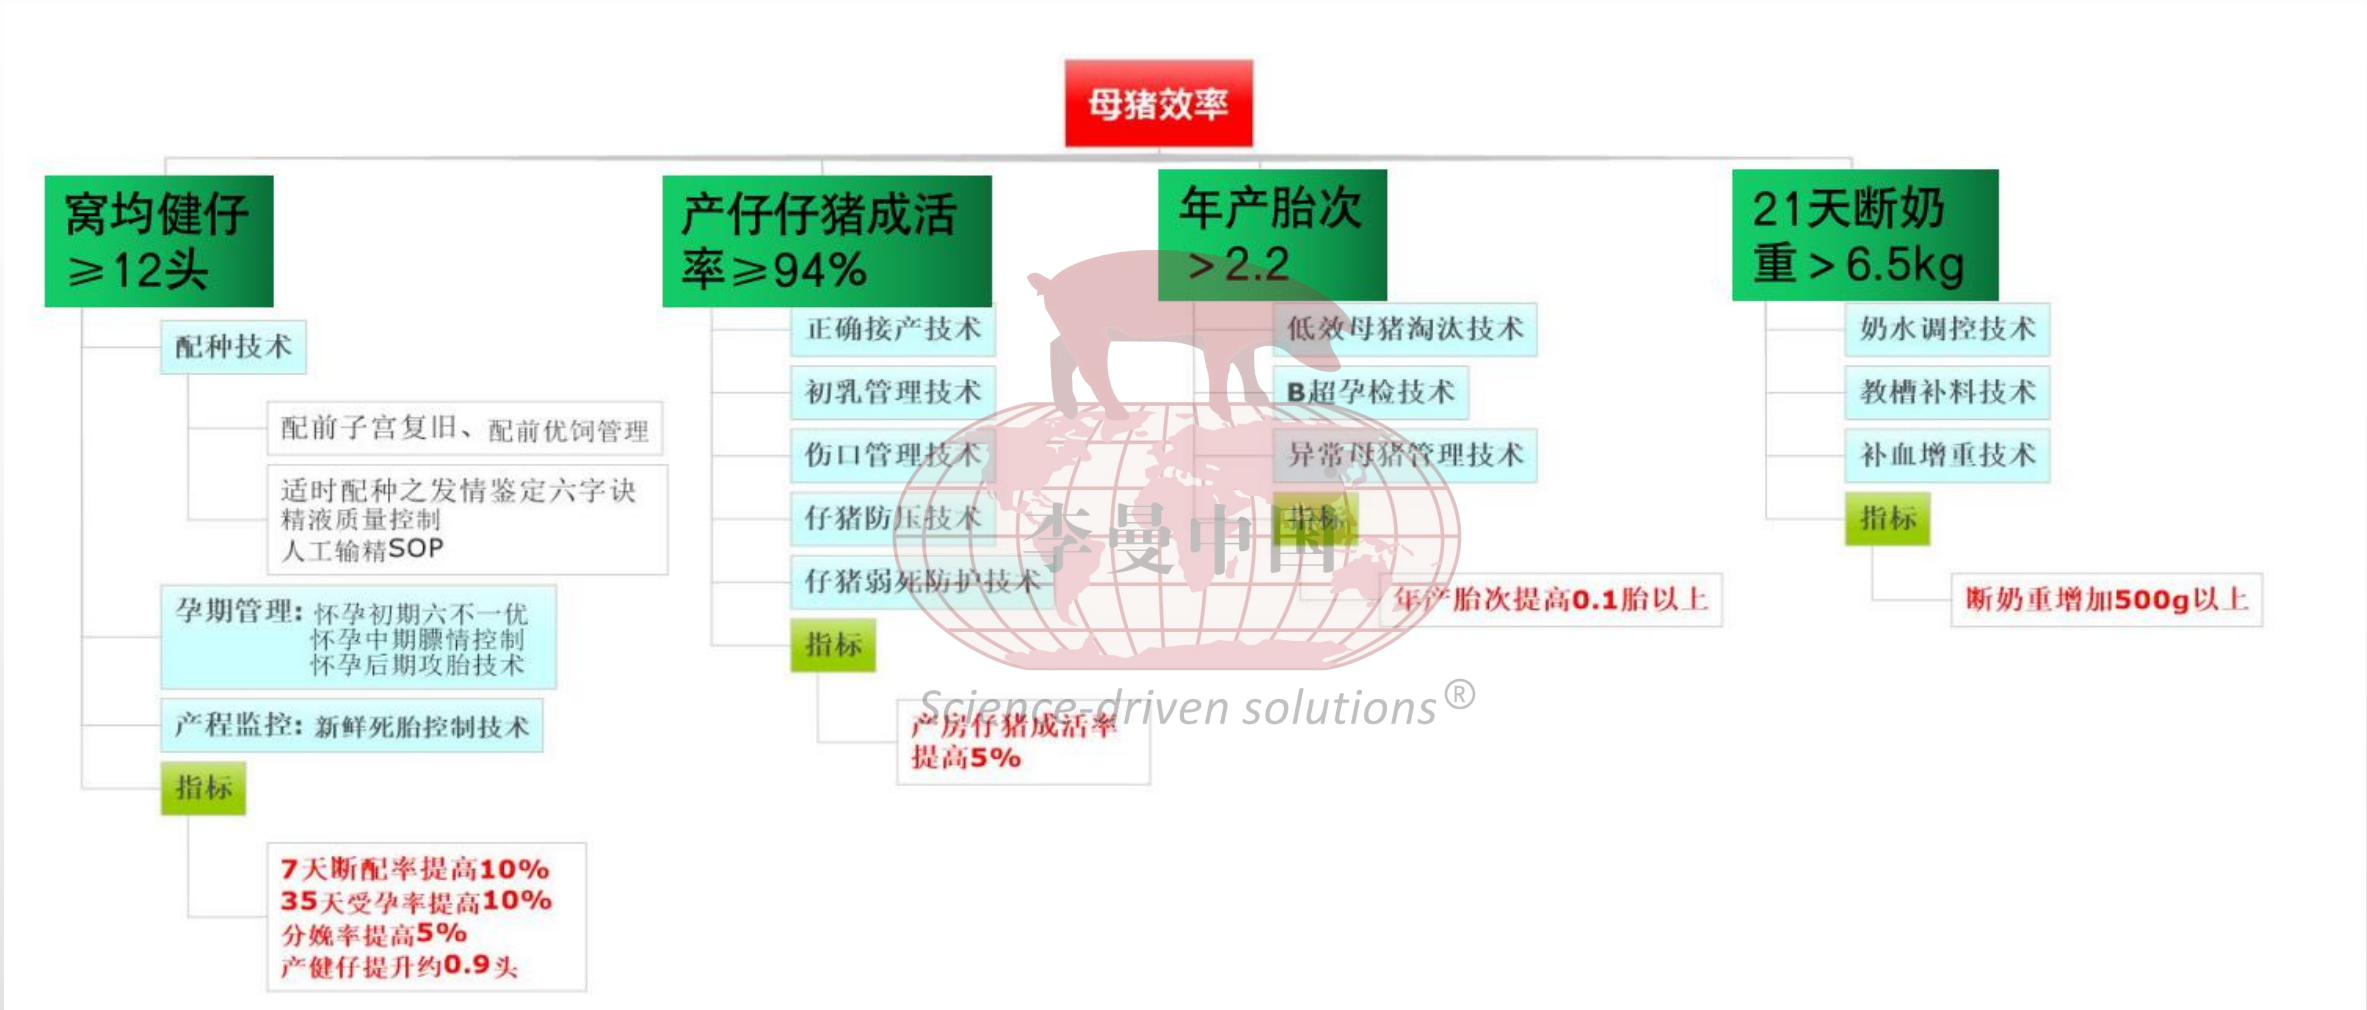 母猪效率
窝均健仔
≥12头
配种技术
配前子宫复旧、配前优饲管理
适时配种之发情鉴定六字诀
精液质量控制
人工输精SOP
孕期管理：怀孕初期六不一优
怀孕中期膘情控制
怀孕后期攻胎技术
产程监控：新鲜死胎控制技术
指标
7天断配率提高10%
35天受孕率提高10%
分娩率提高5%
产健仔提升约0.9头
产仔仔猪成活
率≥94%
正确接产技术
初乳管理技术
伤口管理技术
仔猪防压技术
仔猪弱死防护技术
指标
产房仔猪成活率
提高5%
年产胎次
>2.2
低效母猪淘汰技术
B超孕检技术
异常母猪管理技术
指标
年产胎次提高0.1胎以上
21天断奶
重>6.5kg
奶水调控技术
教槽补料技术
补血增重技术
指标
断奶重增加500g以上
李曼中国
Science-driven solutions®